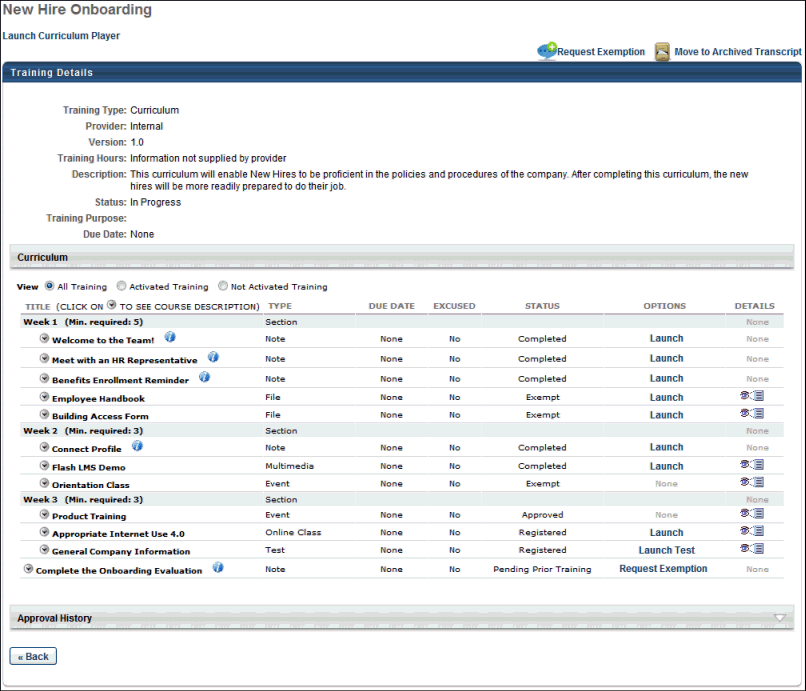 New Hire Onboarding
Launch Curriculum Player
Request Exemption Move to Archived Transcript
Training Details
Training Type: Curriculum
Provider: Internal
Version: 1.0
Training Hours: Information not supplied by provider
Description: This curriculum will enable New Hires to be proficient in the policies and procedures of the company. After completing this curriculum, the new
hires will be more readily prepared to do their job.
Status: In Progress
Training Purpose:
Due Date: None
Curriculum
View All Training Activated Training Not Activated Training
TITLE (CLICK ON TO SEE COURSE DESCRIPTION) TYPE DUE DATE EXCUSED STATUS OPTIONS DETAILS
Week 1 (Min. required: 5) Section None
Welcome to the Team! Note None No Completed Launch None
Meet with an HR Representative Note None No Completed Launch None
Benefits Enrollment Reminder Note None No Completed Launch None
Employee Handbook File None No Exempt Launch
Building Access Form File None No Exempt Launch
Week 2 (Min. required: 3) Section None
Connect Profile Note None No Completed Launch None
Flash LMS Demo Multimedia None No Completed Launch
Orientation Class Event None No Exempt None
Week 3 (Min. required: 3) Section None
Product Training Event None No Approved None
Appropriate Internet Use 4.0 Online Class None No Registered Launch
General Company Information Test None No Registered Launch Test
Complete the Onboarding Evaluation Note None No Pending Prior Training Request Exemption None
Approval History
« Back